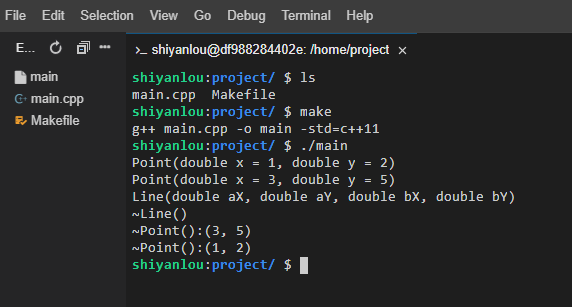 File Edit Selection View Go Debug Terminal Help
E...
>_ shiyanlou@df988284402e: /home/project ×
main
main.cpp
Makefile
shiyanlou:project/ $ ls
main.cpp  Makefile
shiyanlou:project/ $ make
g++ main.cpp -o main -std=c++11
shiyanlou:project/ $ ./main
Point(double x = 1, double y = 2)
Point(double x = 3, double y = 5)
Line(double aX, double aY, double bX, double bY)
~Line()
~Point():(3, 5)
~Point():(1, 2)
shiyanlou:project/ $